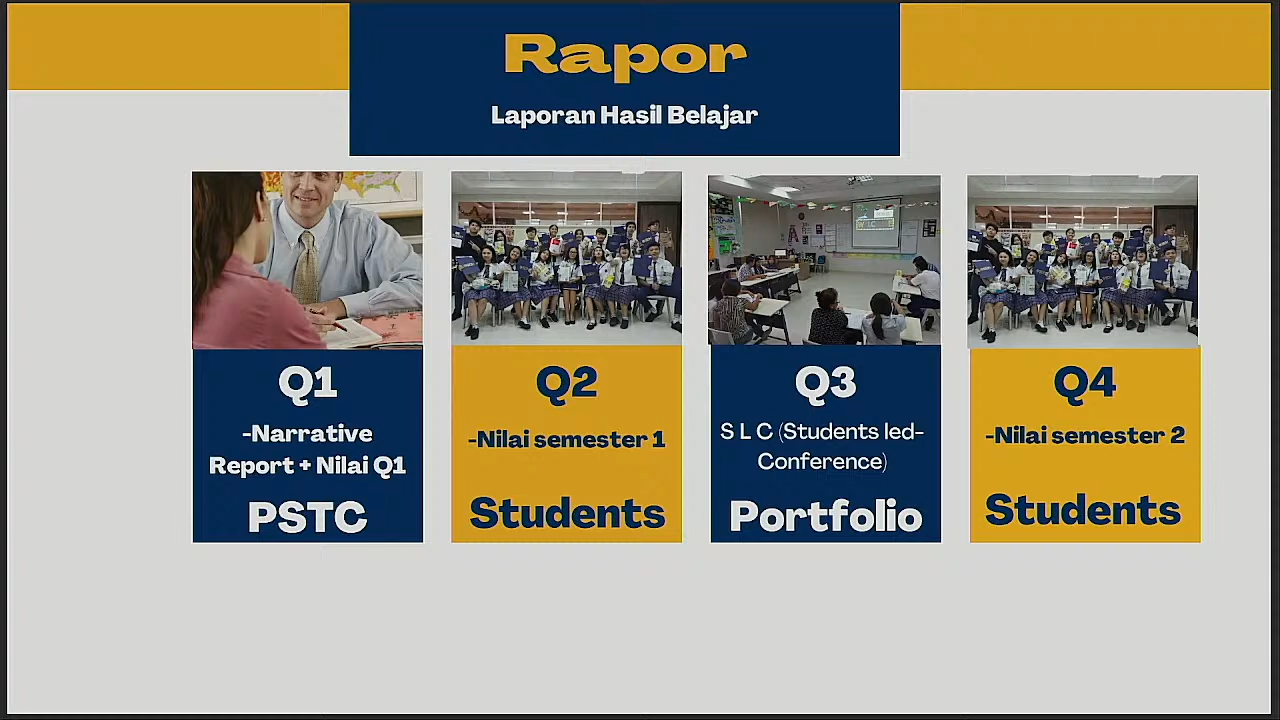 Rapor
Laporan Hasil Belajar
Q1
-Narrative
Report + Nilai Q1
PSTC
Q2
-Nilai semester 1
Students
Q3
S L C (Students led-
Conference)
Portfolio
Q4
-Nilai semester 2
Students